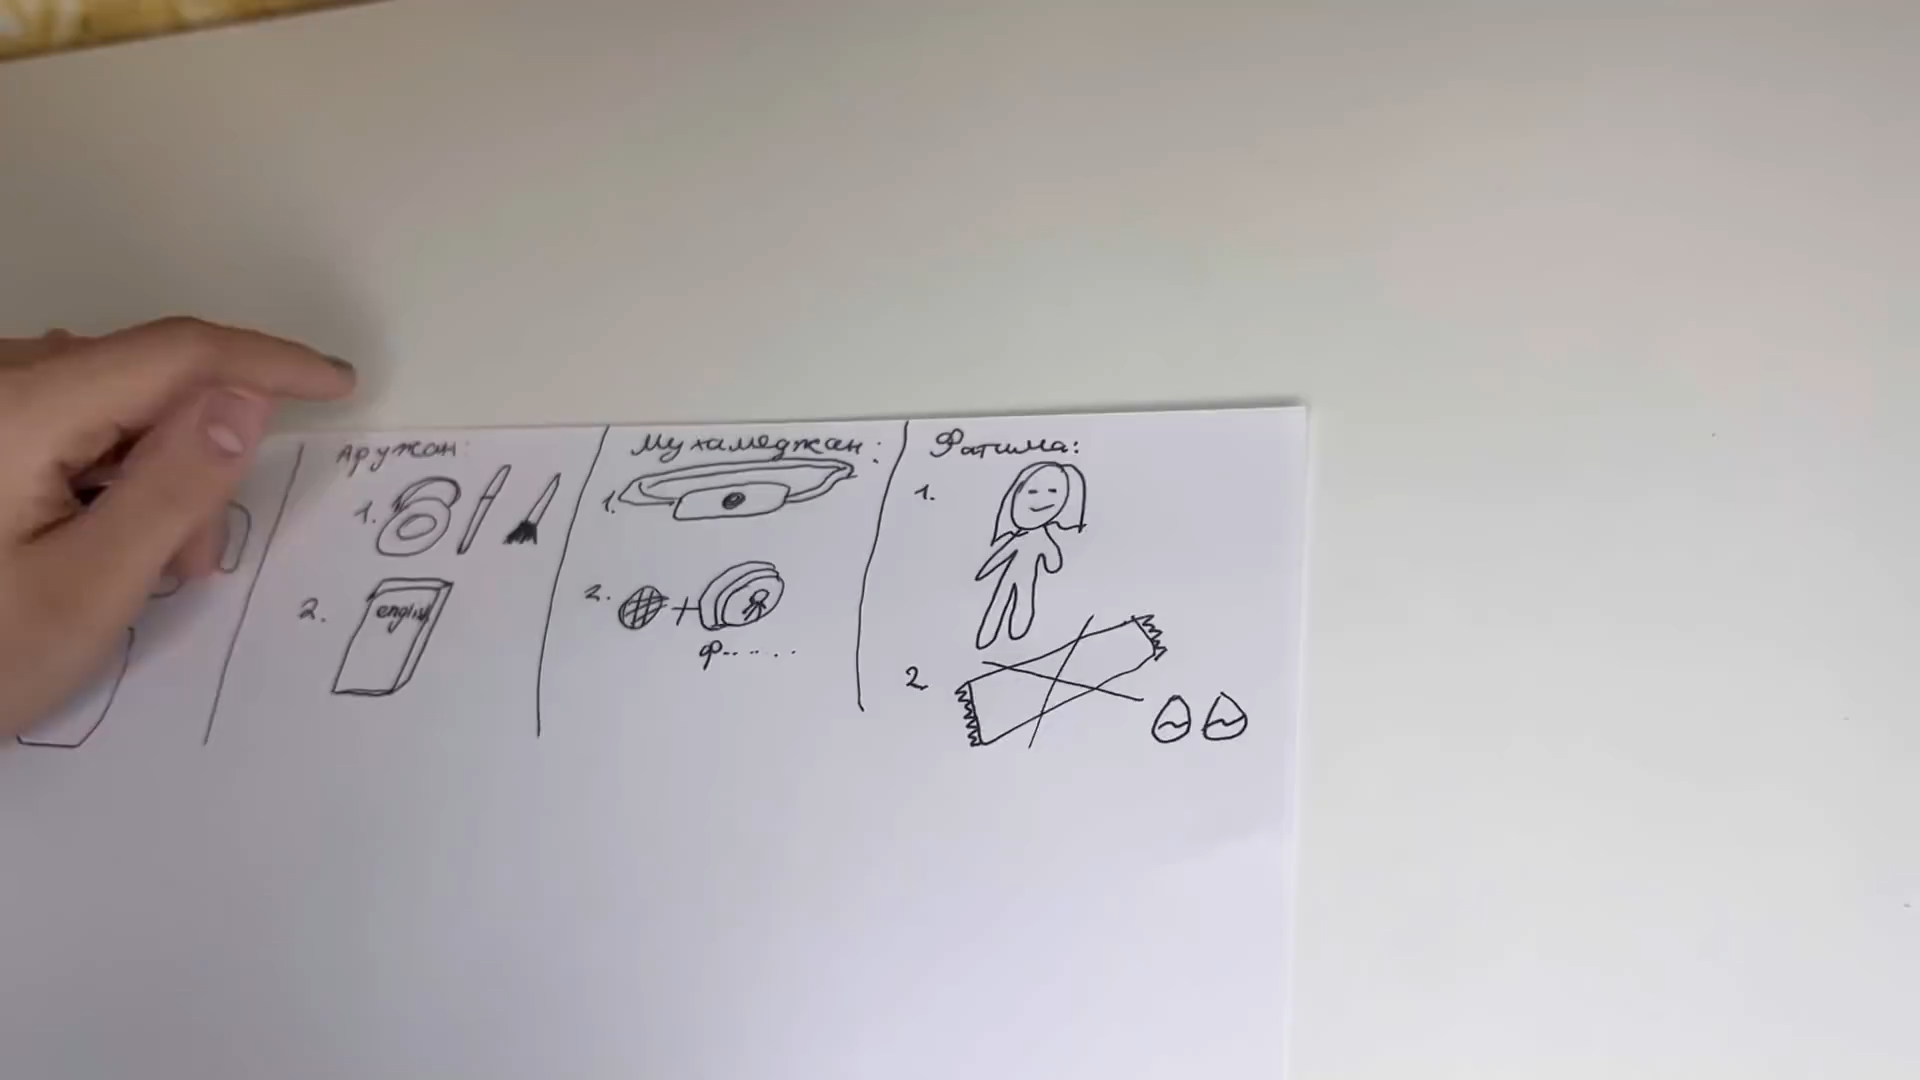 Аружан:
1.
2.
english
Мухамеджан:
1.
2.
+
Ф......
Фатима:
1.
2